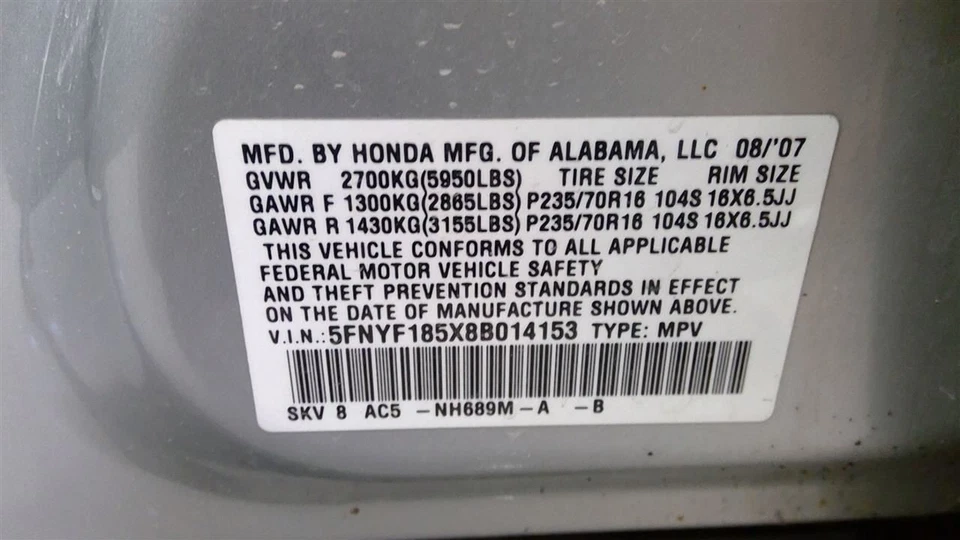 MFD. BY HONDA MFG. OF ALABAMA, LLC 08/'07
GVWR 2700KG(5950LBS) TIRE SIZE RIM SIZE
GAWR F 1300KG(2865LBS) P235/70R16 104S 16X6.5JJ
GAWR R 1430KG(3155LBS) P235/70R16 104S 16X6.5JJ
THIS VEHICLE CONFORMS TO ALL APPLICABLE
FEDERAL MOTOR VEHICLE SAFETY
AND THEFT PREVENTION STANDARDS IN EFFECT
ON THE DATE OF MANUFACTURE SHOWN ABOVE.
V.I.N.: 5FNYF185X8B014153 TYPE: MPV
SKV 8 AC5 -NH689M-A -B